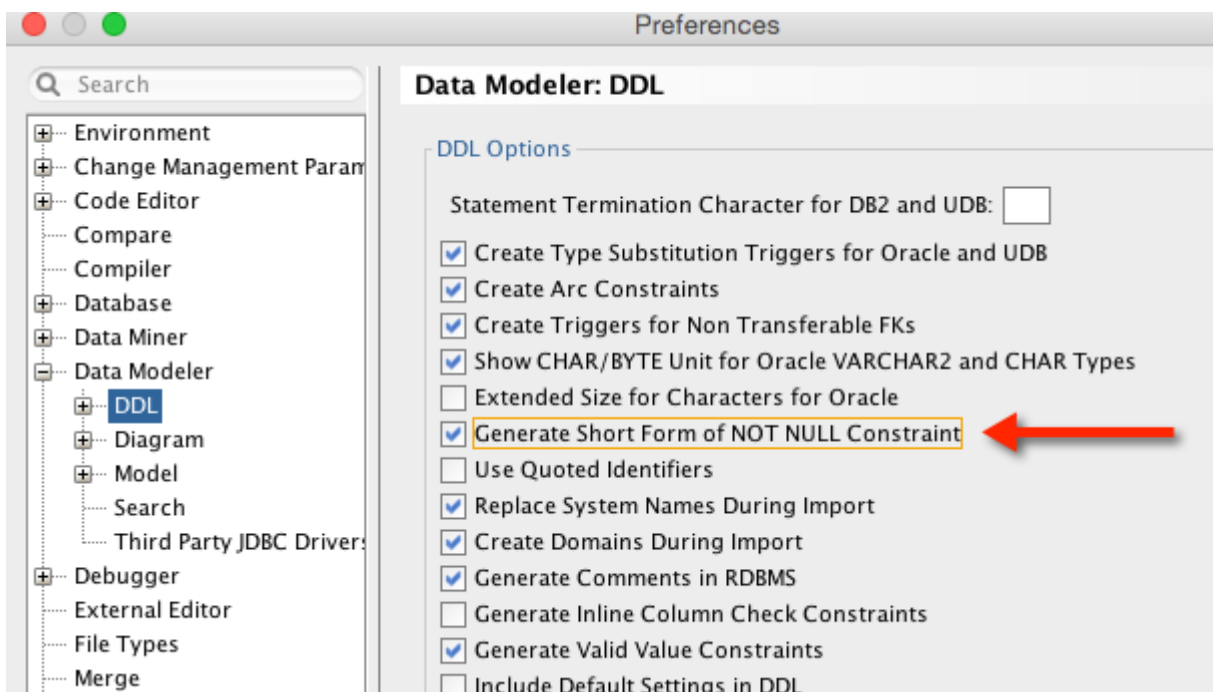 Preferences
Search
Environment
Change Management Param
Code Editor
Compare
Compiler
Database
Data Miner
Data Modeler
DDL
Diagram
Model
Search
Third Party JDBC Drivers
Debugger
External Editor
File Types
Merge
Data Modeler: DDL
DDL Options
Statement Termination Character for DB2 and UDB:
Create Type Substitution Triggers for Oracle and UDB
Create Arc Constraints
Create Triggers for Non Transferable FKs
Show CHAR/BYTE Unit for Oracle VARCHAR2 and CHAR Types
Extended Size for Characters for Oracle
Generate Short Form of NOT NULL Constraint
Use Quoted Identifiers
Replace System Names During Import
Create Domains During Import
Generate Comments in RDBMS
Generate Inline Column Check Constraints
Generate Valid Value Constraints
Include Default Settings in DDL